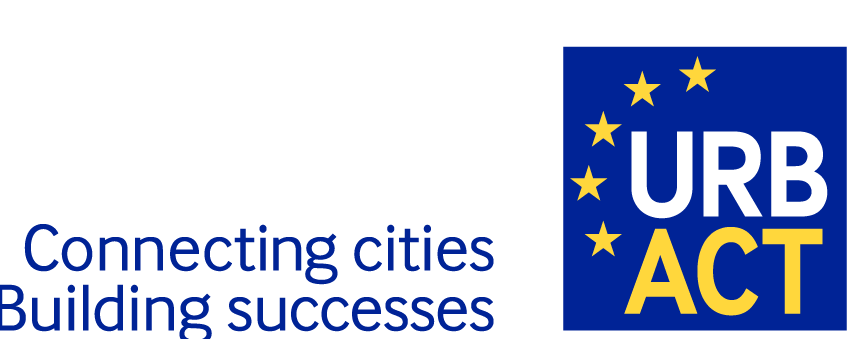 Connecting cities
Building successes
URB
ACT